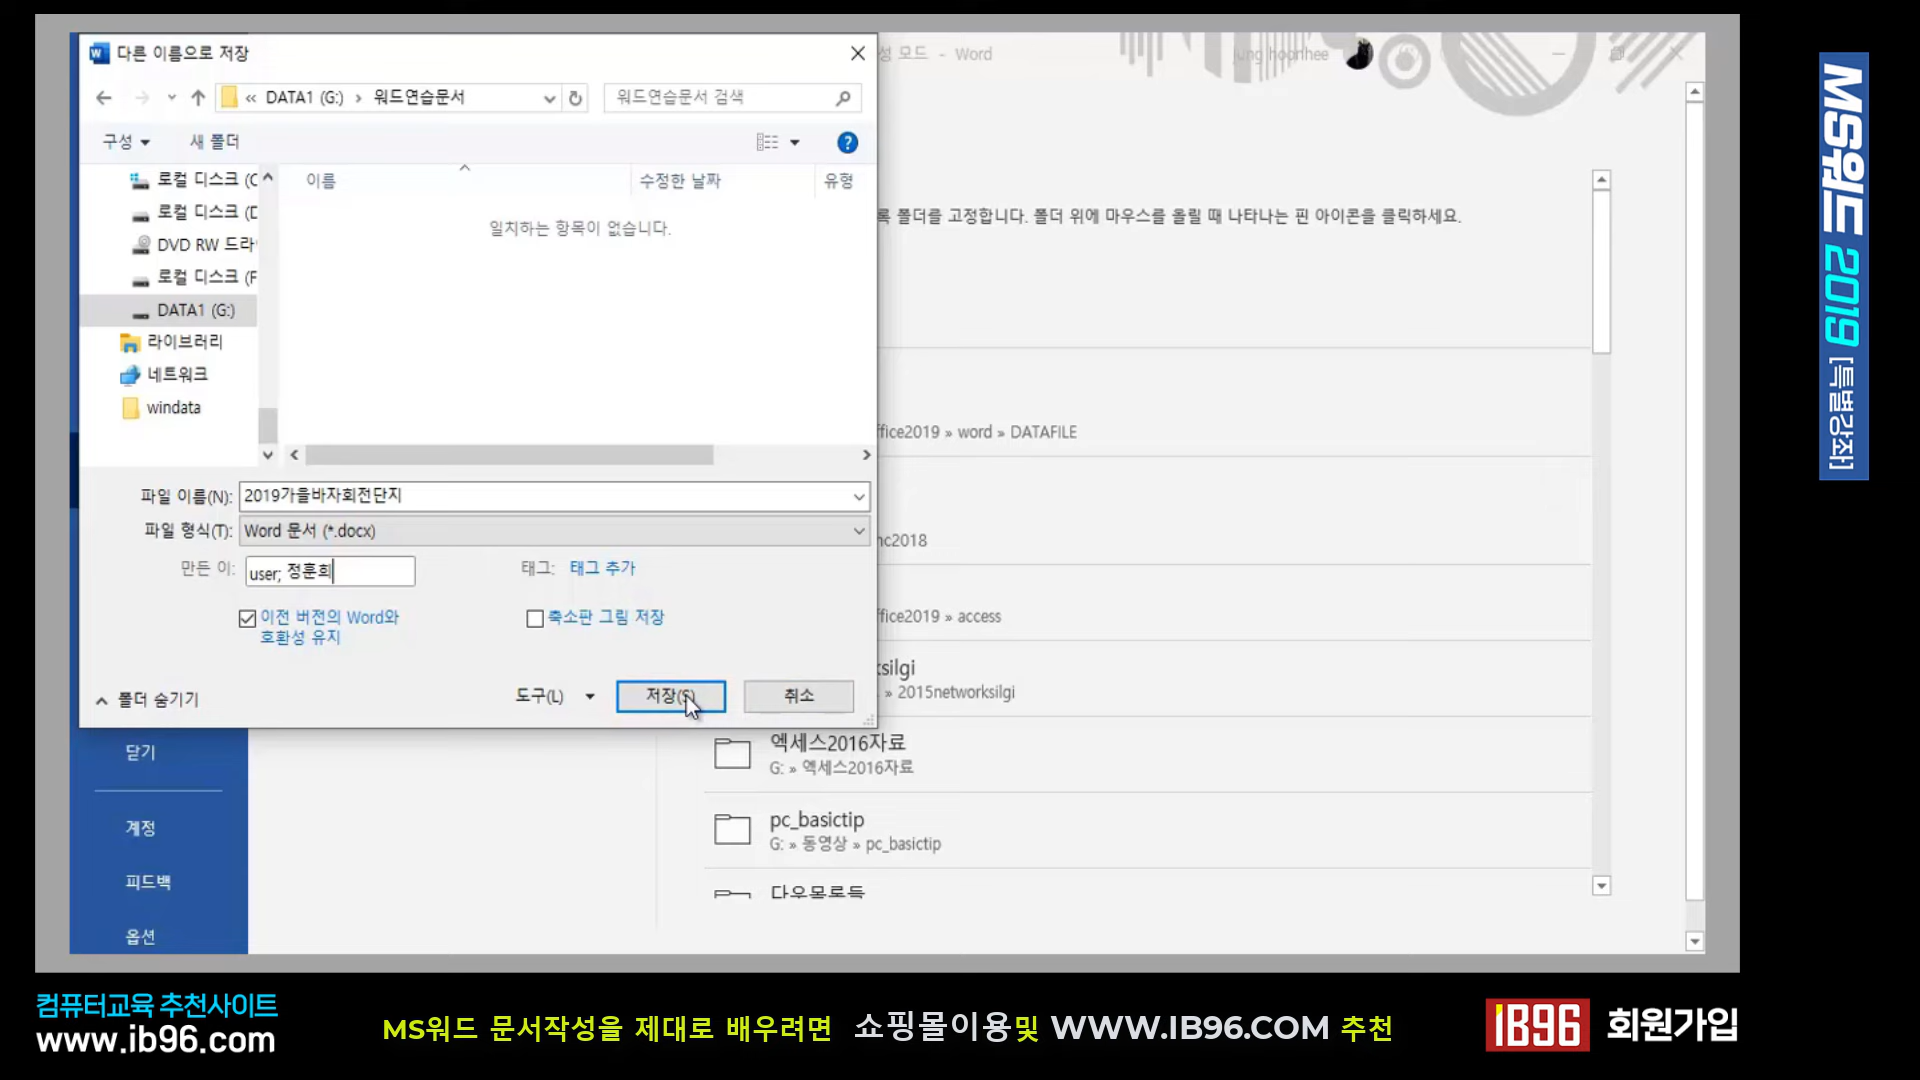 다른 이름으로 저장
성 모드 - Word
jung hoonhee
« DATA1 (G:) › 워드연습문서
워드연습문서 검색
구성
새 폴더
이름
수정한 날짜
유형
일치하는 항목이 없습니다.
로컬 디스크 (C
로컬 디스크 (D
DVD RW 드라이
로컬 디스크 (F
DATA1 (G:)
라이브러리
네트워크
windata
파일 이름(N):
2019가을바자회전단지
파일 형식(T):
Word 문서 (*.docx)
만든 이:
user; 정훈희
태그:
태그 추가
이전 버전의 Word와
호환성 유지
축소판 그림 저장
폴더 숨기기
도구(L)
저장(S)
취소
록 폴더를 고정합니다. 폴더 위에 마우스를 올릴 때 나타나는 핀 아이콘을 클릭하세요.
ffice2019 » word » DATAFILE
nc2018
ffice2019 » access
ksilgi
» 2015networksilgi
엑세스2016자료
G: » 엑세스2016자료
pc_basictip
G: » 동영상 » pc_basictip
닫기
계정
피드백
옵션
MS워드 2019 [특별강좌]
컴퓨터교육 추천사이트
www.ib96.com
MS워드 문서작성을 제대로 배우려면 쇼핑몰이용및 WWW.IB96.COM 추천
IB96 회원가입